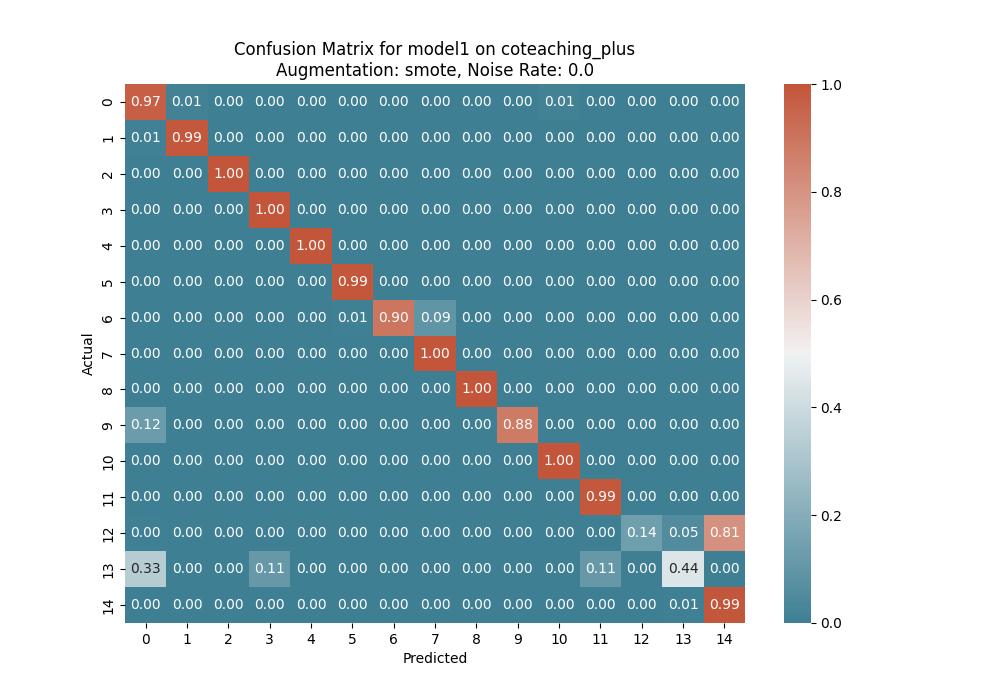 Confusion Matrix for model1 on coteaching_plus
Augmentation: smote, Noise Rate: 0.0
0 0.97 0.01 0.00 0.00 0.00 0.00 0.00 0.00 0.00 0.00 0.01 0.00 0.00 0.00 0.00
1 0.01 0.99 0.00 0.00 0.00 0.00 0.00 0.00 0.00 0.00 0.00 0.00 0.00 0.00 0.00
2 0.00 0.00 1.00 0.00 0.00 0.00 0.00 0.00 0.00 0.00 0.00 0.00 0.00 0.00 0.00
3 0.00 0.00 0.00 1.00 0.00 0.00 0.00 0.00 0.00 0.00 0.00 0.00 0.00 0.00 0.00
4 0.00 0.00 0.00 0.00 1.00 0.00 0.00 0.00 0.00 0.00 0.00 0.00 0.00 0.00 0.00
5 0.00 0.00 0.00 0.00 0.00 0.99 0.00 0.00 0.00 0.00 0.00 0.00 0.00 0.00 0.00
6 0.00 0.00 0.00 0.00 0.00 0.01 0.90 0.09 0.00 0.00 0.00 0.00 0.00 0.00 0.00
7 0.00 0.00 0.00 0.00 0.00 0.00 0.00 1.00 0.00 0.00 0.00 0.00 0.00 0.00 0.00
8 0.00 0.00 0.00 0.00 0.00 0.00 0.00 0.00 1.00 0.00 0.00 0.00 0.00 0.00 0.00
9 0.12 0.00 0.00 0.00 0.00 0.00 0.00 0.00 0.00 0.88 0.00 0.00 0.00 0.00 0.00
10 0.00 0.00 0.00 0.00 0.00 0.00 0.00 0.00 0.00 0.00 1.00 0.00 0.00 0.00 0.00
11 0.00 0.00 0.00 0.00 0.00 0.00 0.00 0.00 0.00 0.00 0.00 0.99 0.00 0.00 0.00
12 0.00 0.00 0.00 0.00 0.00 0.00 0.00 0.00 0.00 0.00 0.00 0.00 0.14 0.05 0.81
13 0.33 0.00 0.00 0.11 0.00 0.00 0.00 0.00 0.00 0.00 0.00 0.11 0.00 0.44 0.00
14 0.00 0.00 0.00 0.00 0.00 0.00 0.00 0.00 0.00 0.00 0.00 0.00 0.00 0.01 0.99
0 1 2 3 4 5 6 7 8 9 10 11 12 13 14
Predicted
Actual
1.0
0.8
0.6
0.4
0.2
0.0